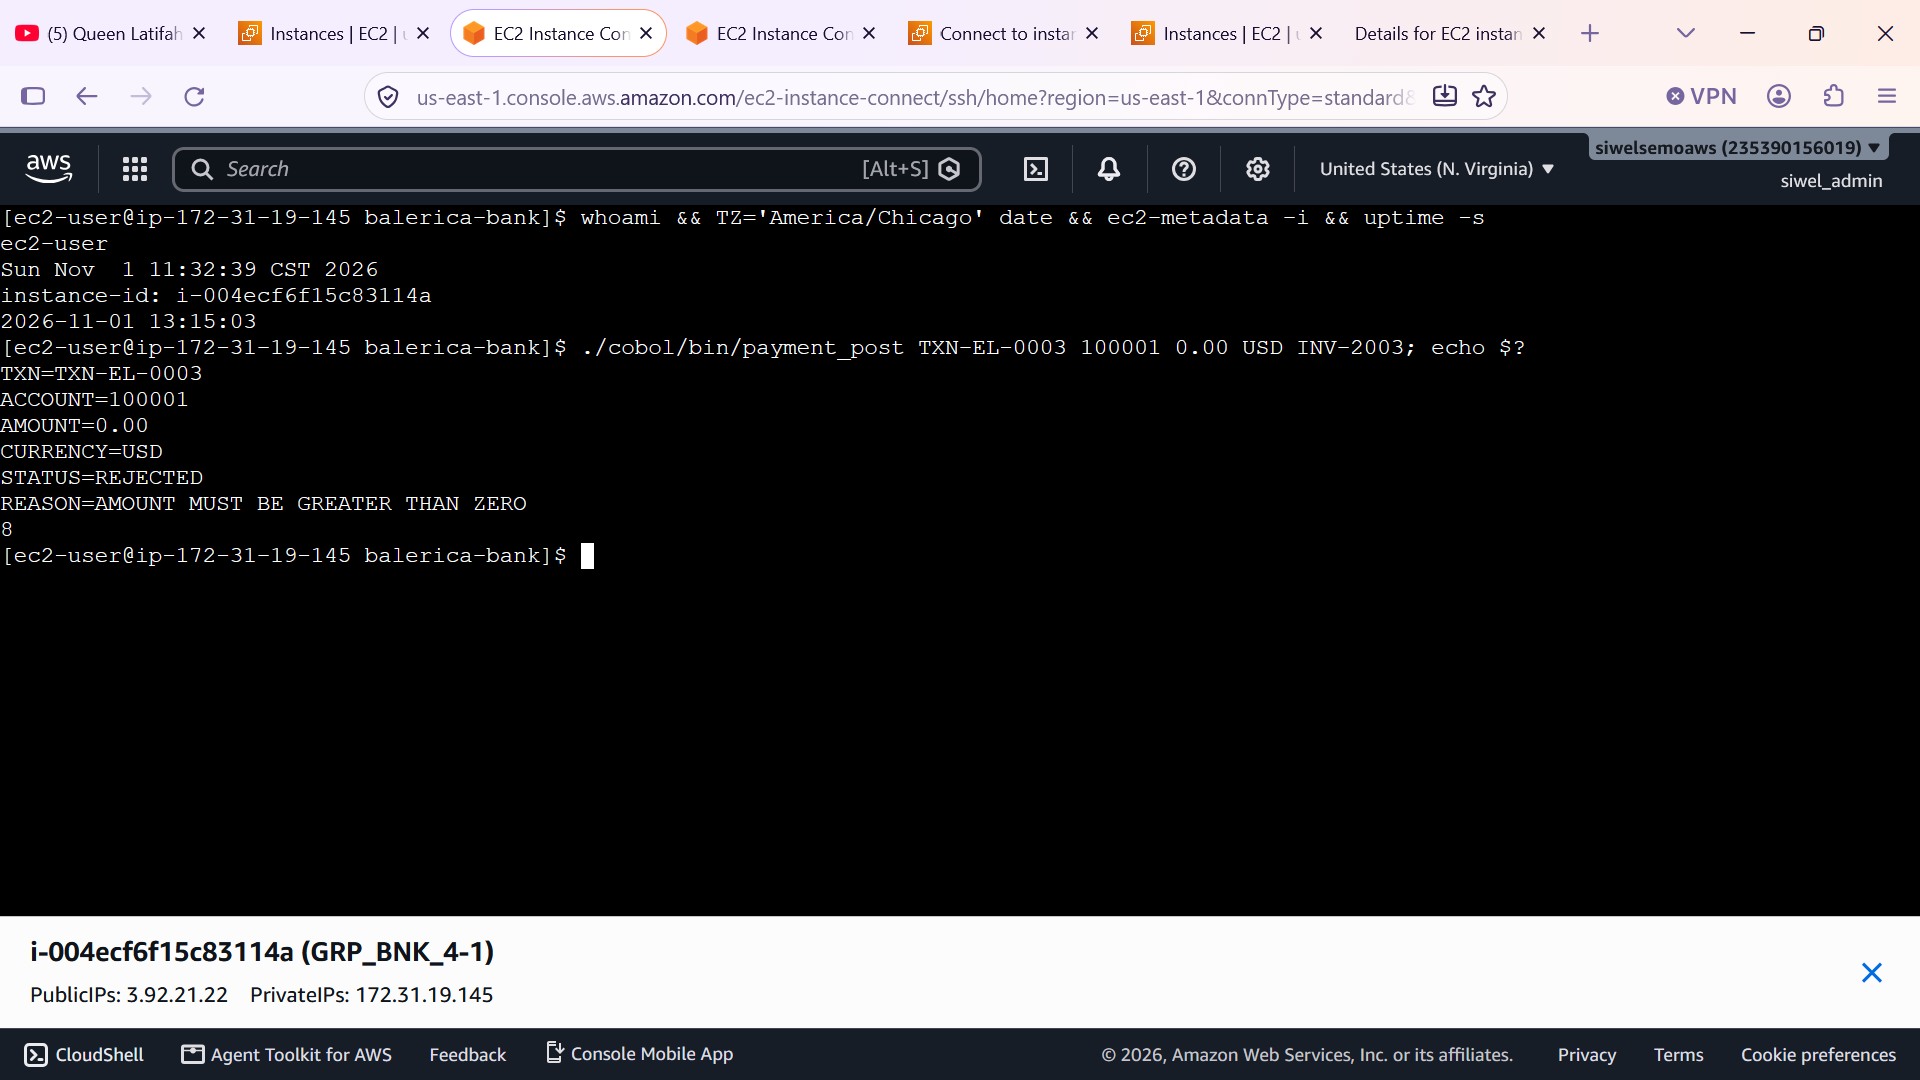 (5) Queen Latifah
Instances | EC2 |
EC2 Instance Con
EC2 Instance Con
Connect to instan
Instances | EC2 |
Details for EC2 instan
us-east-1.console.aws.amazon.com/ec2-instance-connect/ssh/home?region=us-east-1&connType=standard&
VPN
aws
Search
[Alt+S]
United States (N. Virginia)
siwelsemoaws (235390156019)
siwel_admin
[ec2-user@ip-172-31-19-145 balerica-bank]$ whoami && TZ='America/Chicago' date && ec2-metadata -i && uptime -s
ec2-user
Sun Nov  1 11:32:39 CST 2026
instance-id: i-004ecf6f15c83114a
2026-11-01 13:15:03
[ec2-user@ip-172-31-19-145 balerica-bank]$ ./cobol/bin/payment_post TXN-EL-0003 100001 0.00 USD INV-2003; echo $?
TXN=TXN-EL-0003
ACCOUNT=100001
AMOUNT=0.00
CURRENCY=USD
STATUS=REJECTED
REASON=AMOUNT MUST BE GREATER THAN ZERO
8
[ec2-user@ip-172-31-19-145 balerica-bank]$
i-004ecf6f15c83114a (GRP_BNK_4-1)
PublicIPs: 3.92.21.22 PrivateIPs: 172.31.19.145
CloudShell
Agent Toolkit for AWS
Feedback
Console Mobile App
© 2026, Amazon Web Services, Inc. or its affiliates.
Privacy
Terms
Cookie preferences